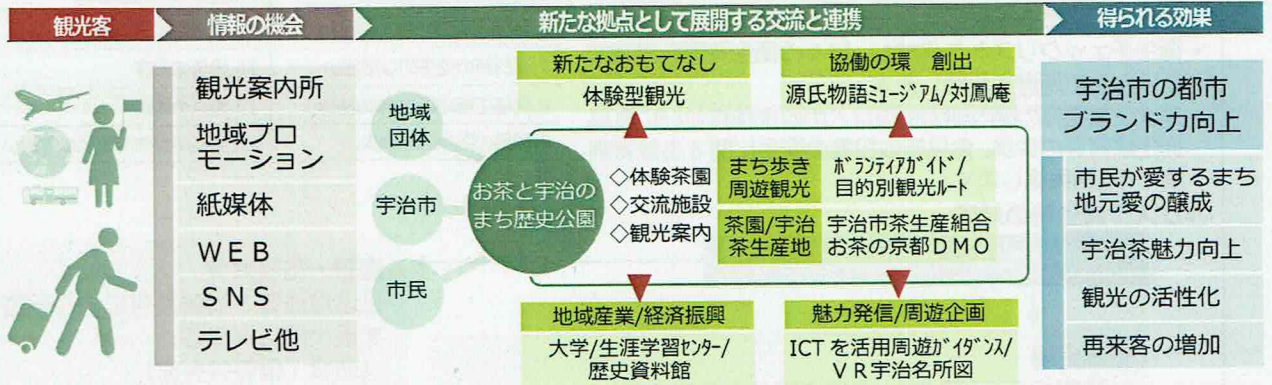 観光客
情報の機会
新たな拠点として展開する交流と連携
得られる効果
観光案内所
地域プロ
モーション
紙媒体
ＷＥＢ
ＳＮＳ
テレビ他
地域
団体
宇治市
市民
お茶と宇治の
まち歴史公園
新たなおもてなし
体験型観光
協働の環　創出
源氏物語ﾐｭｰｼﾞｱﾑ/対鳳庵
◇体験茶園
◇交流施設
◇観光案内
まち歩き
周遊観光
ﾎﾞﾗﾝﾃｨｱｶﾞｲﾄﾞ/
目的別観光ﾙｰﾄ
茶園/宇治
茶生産地
宇治市茶生産組合
お茶の京都ＤＭＯ
地域産業/経済振興
大学/生涯学習ｾﾝﾀｰ/
歴史資料館
魅力発信/周遊企画
ICTを活用周遊ｶﾞｲﾀﾞﾝｽ/
ＶＲ宇治名所図
宇治市の都市
ブランド力向上
市民が愛するまち
地元愛の醸成
宇治茶魅力向上
観光の活性化
再来客の増加